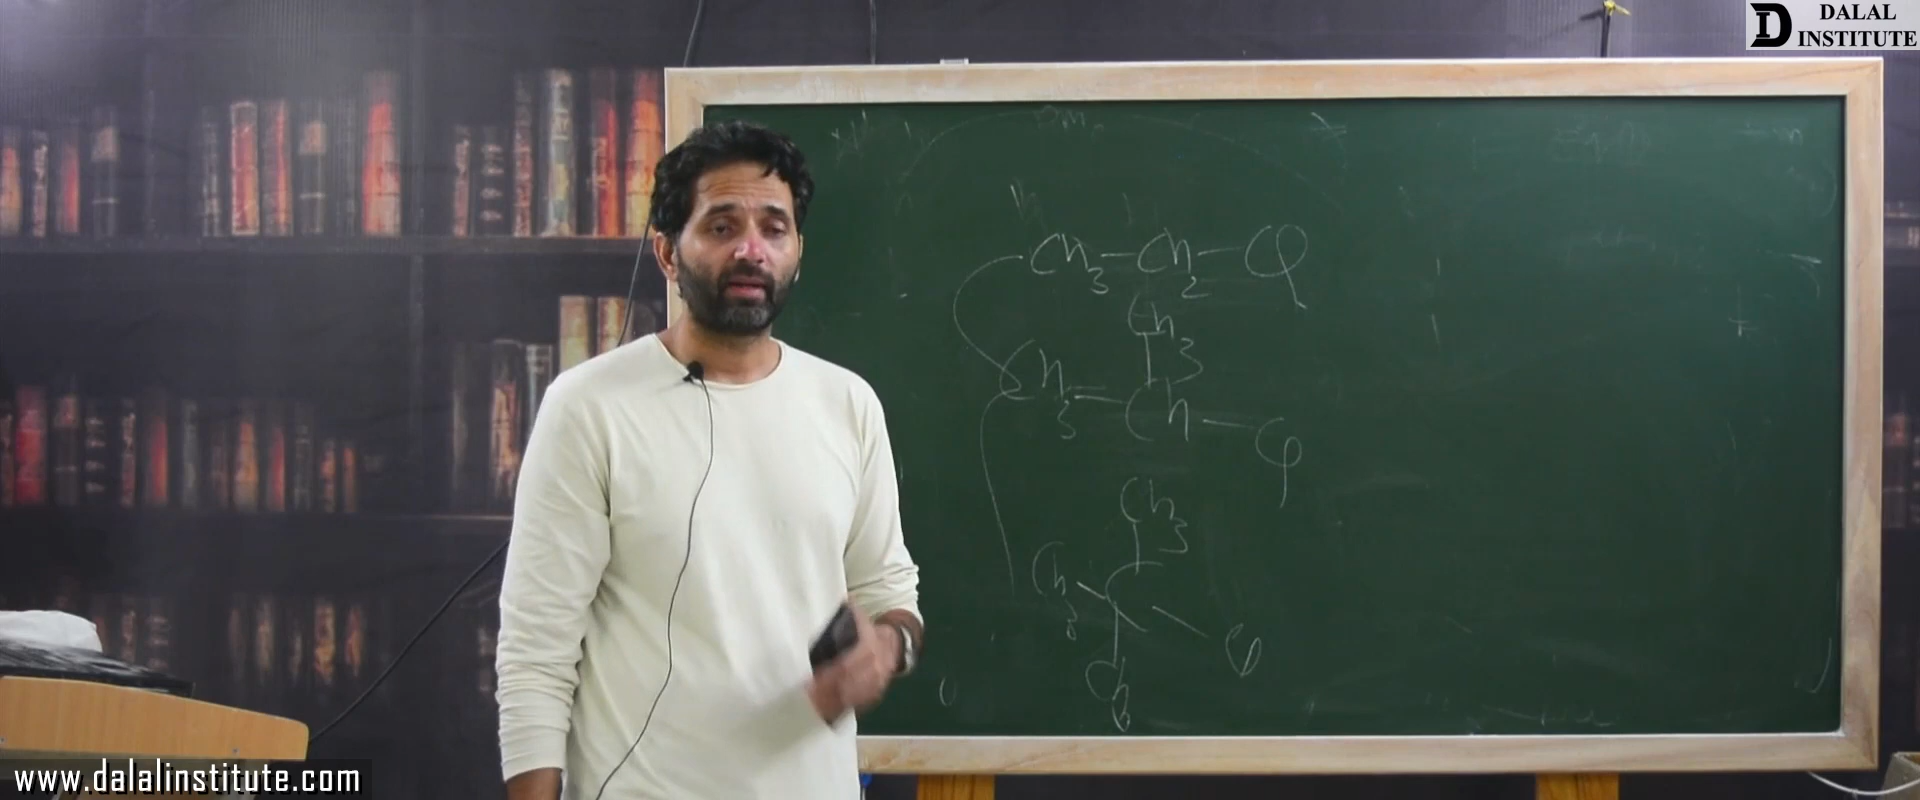 DALAL
INSTITUTE
CH3-CH2-Cl
CH3
CH3-CH-Cl
CH3
CH3 C Cl
CH3
www.dalalinstitute.com